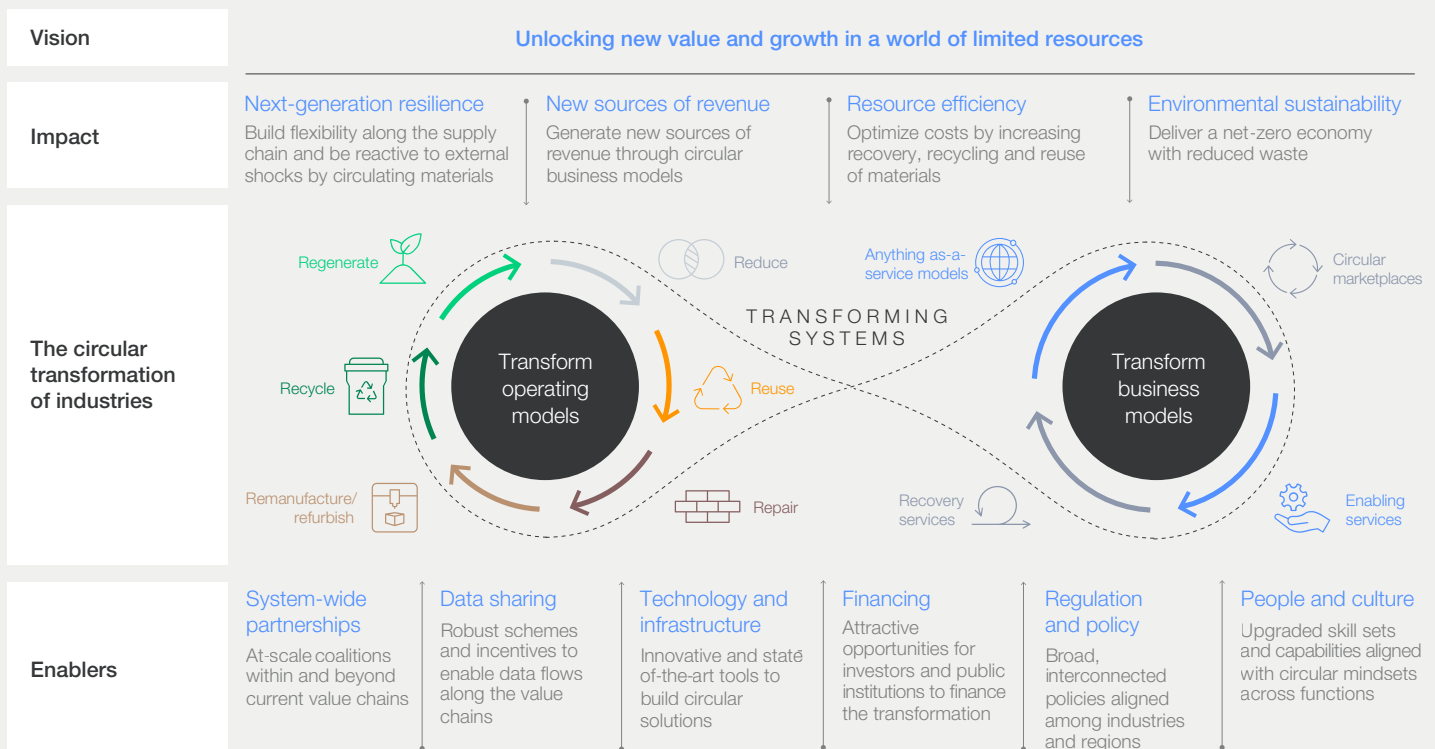 Vision
Unlocking new value and growth in a world of limited resources
Impact
Next-generation resilience
Build flexibility along the supply
chain and be reactive to external
shocks by circulating materials
New sources of revenue
Generate new sources of
revenue through circular
business models
Resource efficiency
Optimize costs by increasing
recovery, recycling and reuse
of materials
Environmental sustainability
Deliver a net-zero economy
with reduced waste
The circular
transformation
of industries
Regenerate
Reduce
Recycle
Transform
operating
models
Reuse
Remanufacture/
refurbish
Repair
TRANSFORMING
SYSTEMS
Anything as-a-
service models
Circular
marketplaces
Transform
business
models
Recovery
services
Enabling
services
Enablers
System-wide
partnerships
At-scale coalitions
within and beyond
current value chains
Data sharing
Robust schemes
and incentives to
enable data flows
along the value
chains
Technology and
infrastructure
Innovative and state-
of-the-art tools to
build circular
solutions
Financing
Attractive
opportunities for
investors and public
institutions to finance
the transformation
Regulation
and policy
Broad,
interconnected
policies aligned
among industries
and regions
People and culture
Upgraded skill sets
and capabilities aligned
with circular mindsets
across functions